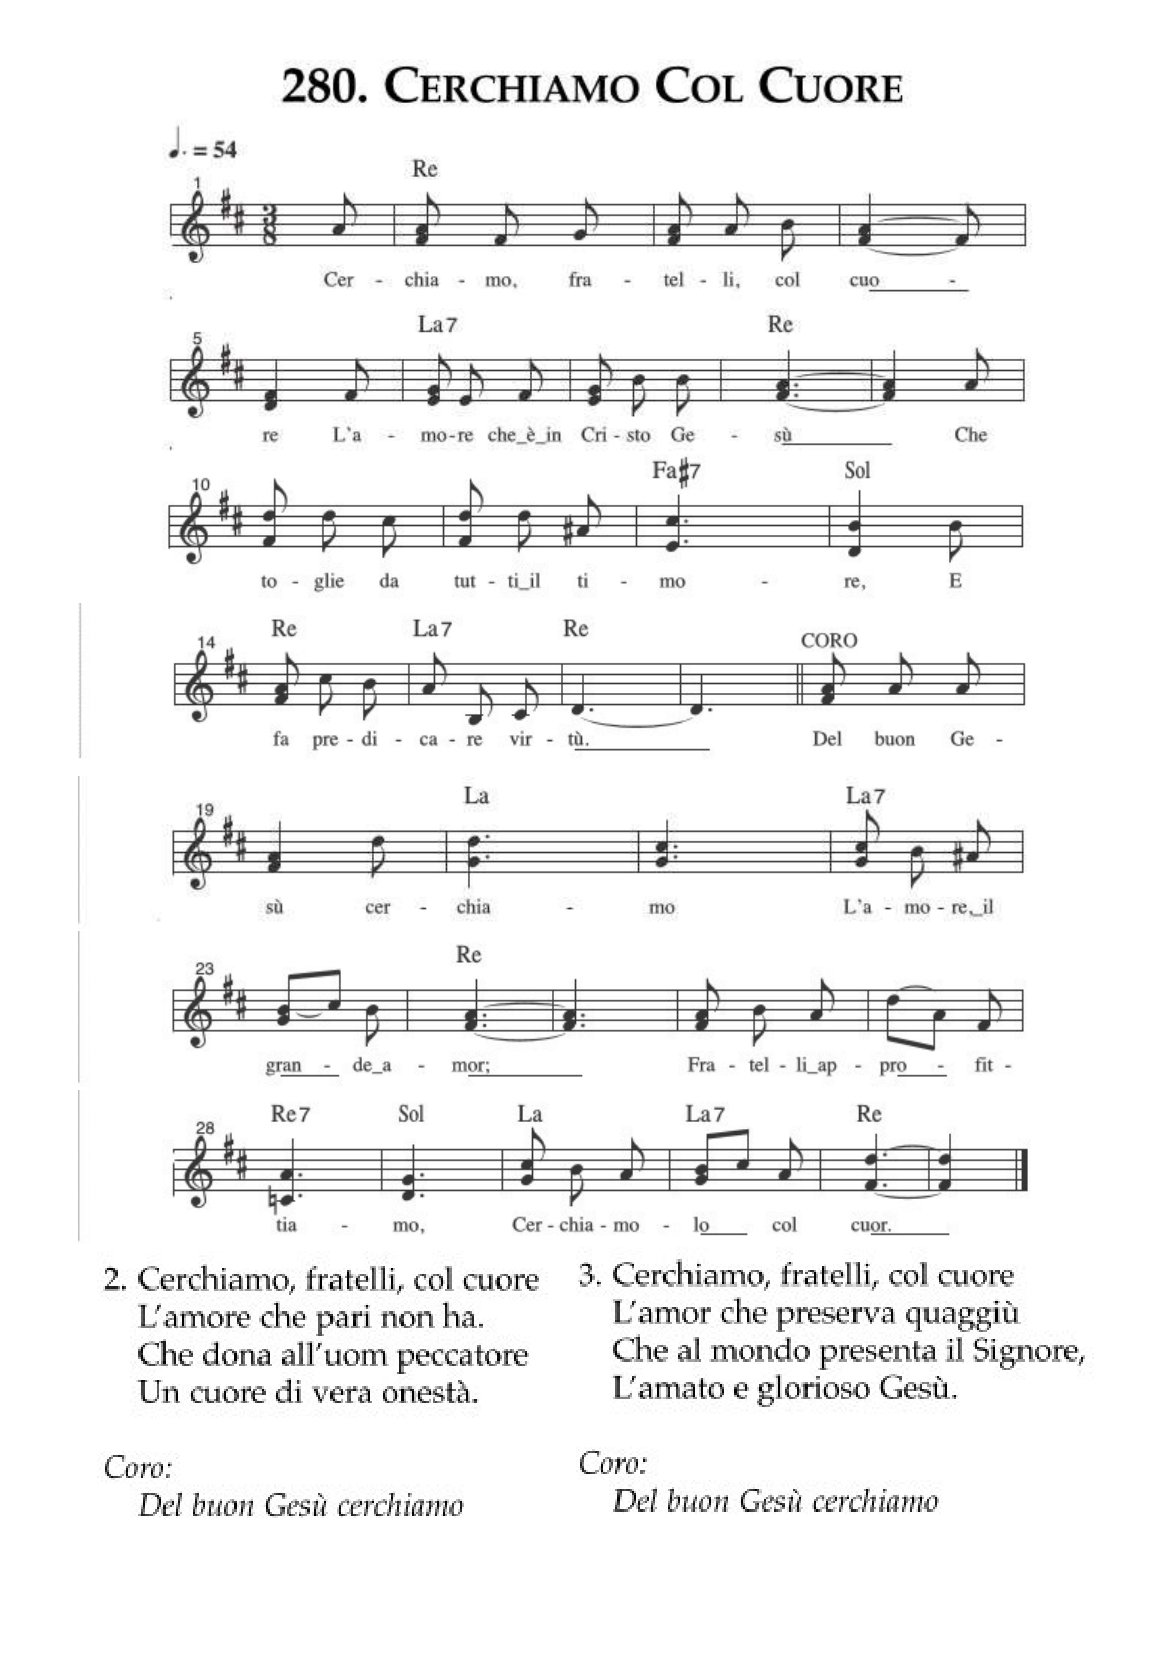 280. CERCHIAMO COL CUORE
♩. = 54
Re
1
3
8
Cer - chia - mo, fra - tel - li, col cuo -
La7 Re
5
re L'a - mo-re che_è_in Cri - sto Ge - sù Che
Fa#7 Sol
10
to - glie da tut - ti_il ti - mo - re, E
Re La7 Re
14
CORO
fa pre - di - ca - re vir - tù. Del buon Ge -
La La7
19
sù cer - chia - mo L'a - mo - re,_il
Re
23
gran - de_a - mor; Fra - tel - li_ap - pro - fit -
Re7 Sol La La7 Re
28
tia - mo, Cer - chia - mo - lo col cuor.
2. Cerchiamo, fratelli, col cuore
L'amore che pari non ha.
Che dona all'uom peccatore
Un cuore di vera onestà.
Coro:
Del buon Gesù cerchiamo
3. Cerchiamo, fratelli, col cuore
L'amor che preserva quaggiù
Che al mondo presenta il Signore,
L'amato e glorioso Gesù.
Coro:
Del buon Gesù cerchiamo